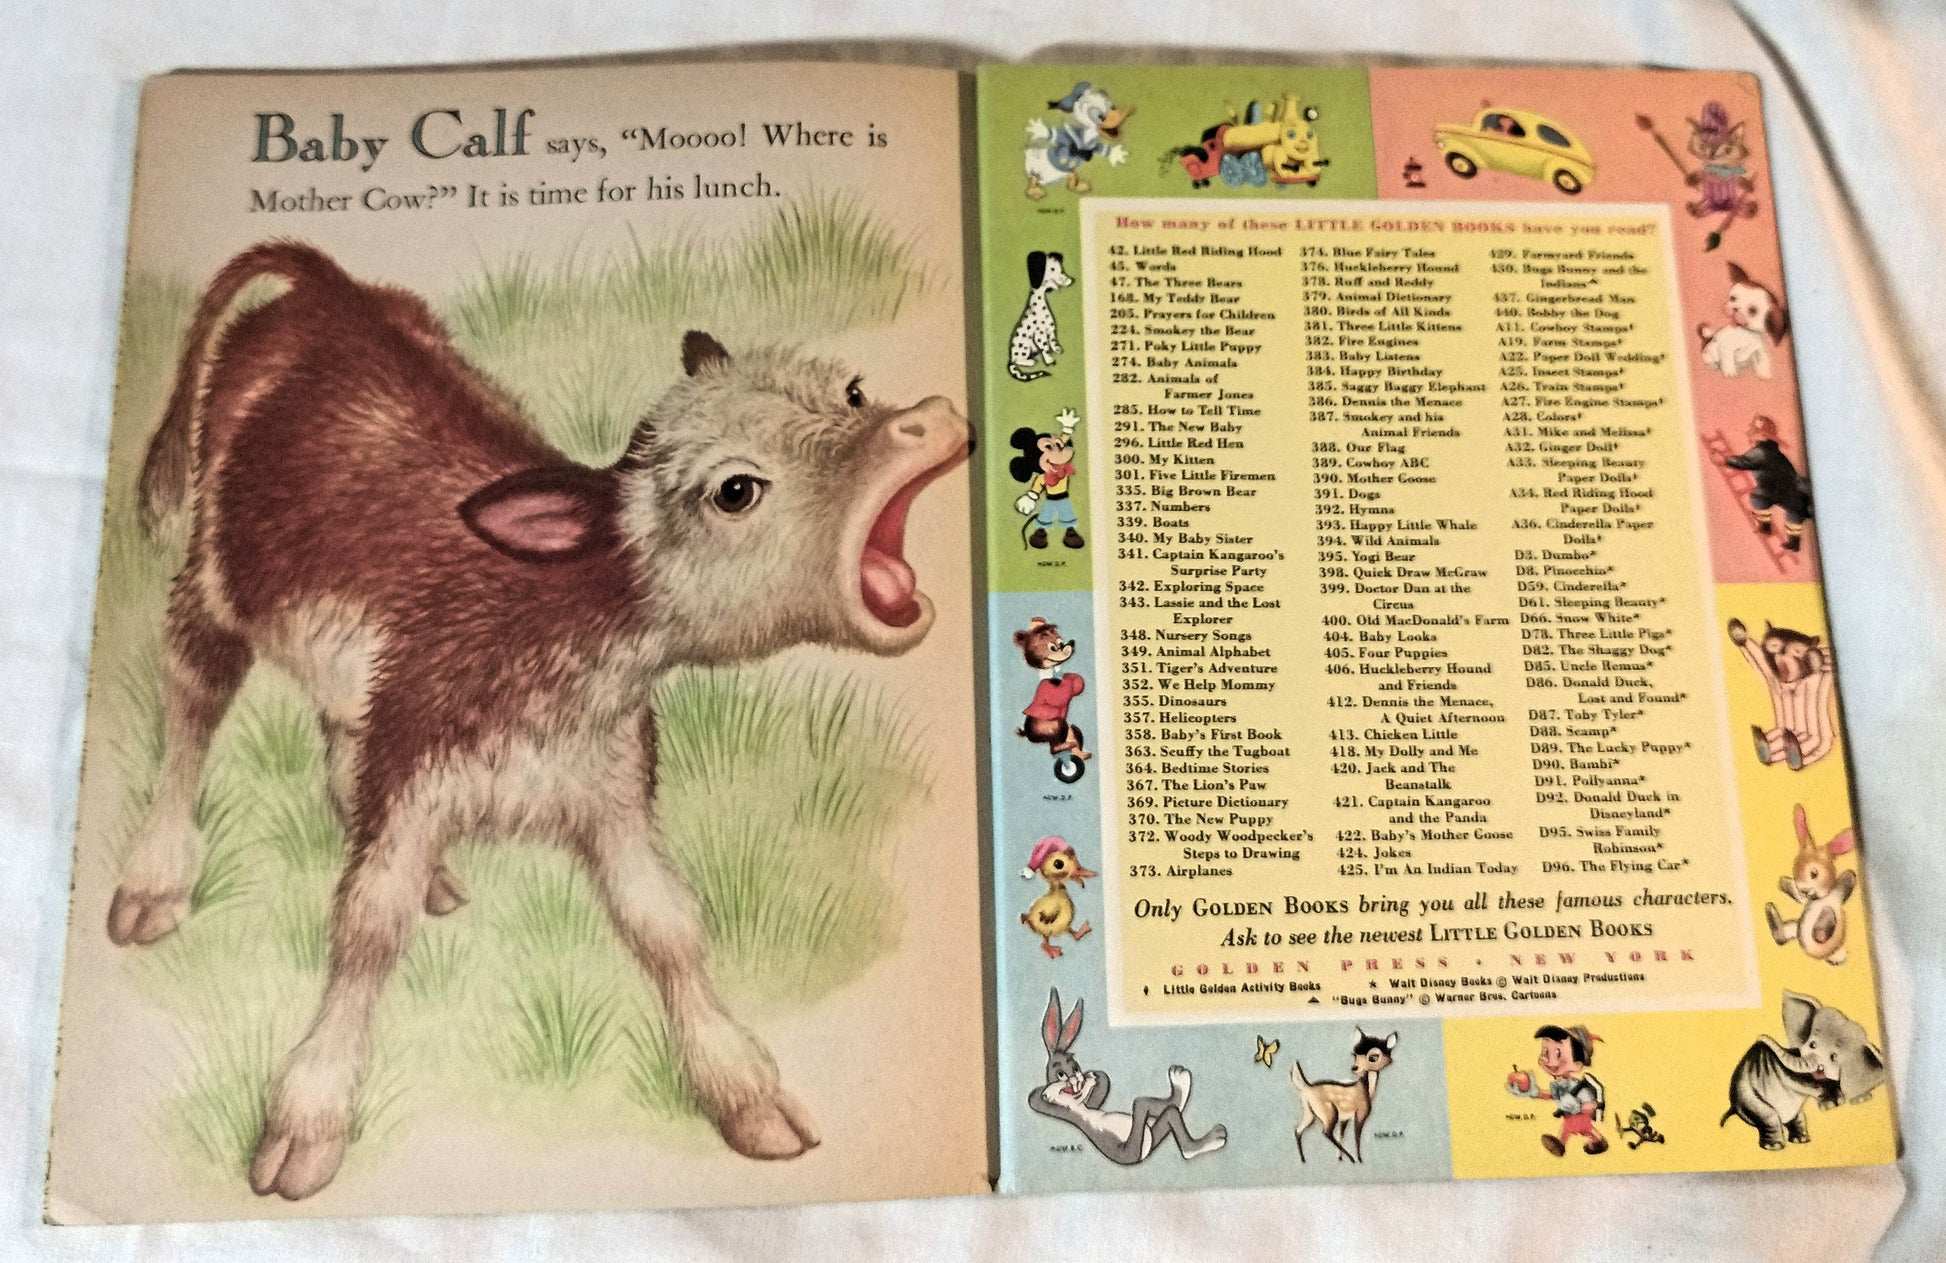 Baby Calf says, “Moooo! Where is
Mother Cow?” It is time for his lunch.
How many of these LITTLE GOLDEN BOOKS have you read?
42. Little Red Riding Hood
45. Words
47. The Three Bears
168. My Teddy Bear
205. Prayers for Children
224. Smokey the Bear
271. Poky Little Puppy
274. Baby Animals
282. Animals of
Farmer Jones
285. How to Tell Time
291. The New Baby
296. Little Red Hen
300. My Kitten
301. Five Little Firemen
335. Big Brown Bear
337. Numbers
339. Boats
340. My Baby Sister
341. Captain Kangaroo's
Surprise Party
342. Exploring Space
343. Lassie and the Lost
Explorer
348. Nursery Songs
349. Animal Alphabet
351. Tiger's Adventure
352. We Help Mommy
355. Dinosaurs
357. Helicopters
358. Baby's First Book
363. Scuffy the Tugboat
364. Bedtime Stories
367. The Lion's Paw
369. Picture Dictionary
370. The New Puppy
372. Woody Woodpecker's
Steps to Drawing
373. Airplanes
374. Blue Fairy Tales
376. Huckleberry Hound
378. Ruff and Reddy
379. Animal Dictionary
380. Birds of All Kinds
381. Three Little Kittens
382. Fire Engines
383. Baby Listens
384. Happy Birthday
385. Saggy Baggy Elephant
386. Dennis the Menace
387. Smokey and his
Animal Friends
388. Our Flag
389. Cowboy ABC
390. Mother Goose
391. Dogs
392. Hymns
393. Happy Little Whale
394. Wild Animals
395. Yogi Bear
398. Quick Draw McGraw
399. Doctor Dan at the
Circus
400. Old MacDonald's Farm
404. Baby Looks
405. Four Puppies
406. Huckleberry Hound
and Friends
412. Dennis the Menace,
A Quiet Afternoon
413. Chicken Little
418. My Dolly and Me
420. Jack and The
Beanstalk
421. Captain Kangaroo
and the Panda
422. Baby's Mother Goose
424. Jokes
425. I'm An Indian Today
429. Farmyard Friends
430. Bugs Bunny and the
Indians▲
437. Gingerbread Man
440. Bobby the Dog
A11. Cowboy Stamps♦
A19. Farm Stamps♦
A22. Paper Doll Wedding♦
A25. Insect Stamps♦
A26. Train Stamps♦
A27. Fire Engine Stamps♦
A28. Colors♦
A31. Mike and Melissa♦
A32. Ginger Doll♦
A33. Sleeping Beauty
Paper Dolls♦
A34. Red Riding Hood
Paper Dolls♦
A36. Cinderella Paper
Dolls♦
D3. Dumbo*
D8. Pinocchio*
D59. Cinderella*
D61. Sleeping Beauty*
D66. Snow White*
D78. Three Little Pigs*
D82. The Shaggy Dog*
D85. Uncle Remus*
D86. Donald Duck,
Lost and Found*
D87. Toby Tyler*
D88. Scamp*
D89. The Lucky Puppy*
D90. Bambi*
D91. Pollyanna*
D92. Donald Duck in
Disneyland*
D95. Swiss Family
Robinson*
D96. The Flying Car*
Only GOLDEN BOOKS bring you all these famous characters.
Ask to see the newest LITTLE GOLDEN BOOKS
GOLDEN PRESS • NEW YORK
♦ Little Golden Activity Books * Walt Disney Books © Walt Disney Productions
▲ "Bugs Bunny" © Warner Bros. Cartoons
©W.D.P.
©W.D.P.
©W.D.P.
©W.D.P.
©W.D.P.